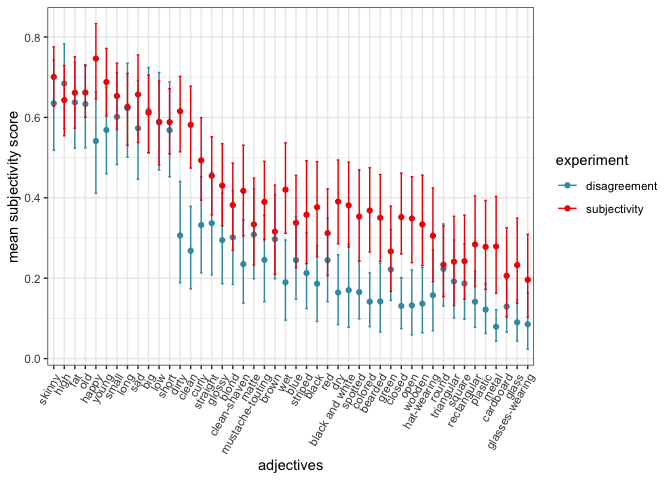 0.8
0.6
0.4
0.2
0.0
mean subjectivity score
skinny
high
fat
old
happy
young
small
long
sad
big
low
short
dirty
clean
curly
straight
glossy
blond
clean-shaven
matte
mustache-touting
brown
wet
blue
striped
black
red
dry
black and white
spotted
colored
bearded
green
closed
open
wooden
hat-wearing
round
triangular
square
rectangular
plastic
metal
cardboard
glass
glasses-wearing
adjectives
experiment
disagreement
subjectivity